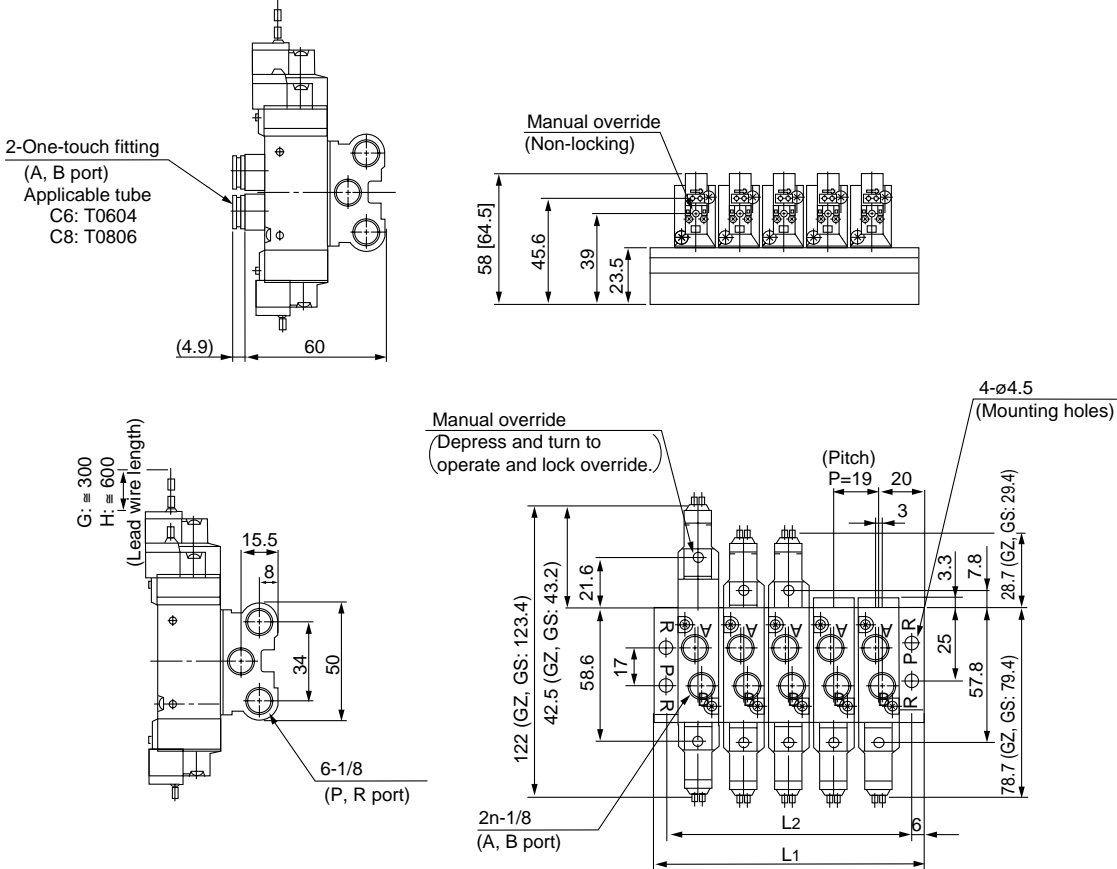 2-One-touch fitting
(A, B port)
Applicable tube
C6: T0604
C8: T0806
(4.9)
60
Manual override
(Non-locking)
58 [64.5]
45.6
39
23.5
G: ≅ 300
H: ≅ 600
(Lead wire length)
15.5
8
34
50
6-1/8
(P, R port)
Manual override
(Depress and turn to
operate and lock override.)
4-ø4.5
(Mounting holes)
(Pitch)
P=19
20
3
122 (GZ, GS: 123.4)
42.5 (GZ, GS: 43.2)
21.6
58.6
17
3.3
7.8
28.7 (GZ, GS: 29.4)
25
57.8
78.7 (GZ, GS: 79.4)
R
P
R
A
A
A
A
A
B
B
B
B
B
R
P
R
2n-1/8
(A, B port)
L2
6
L1